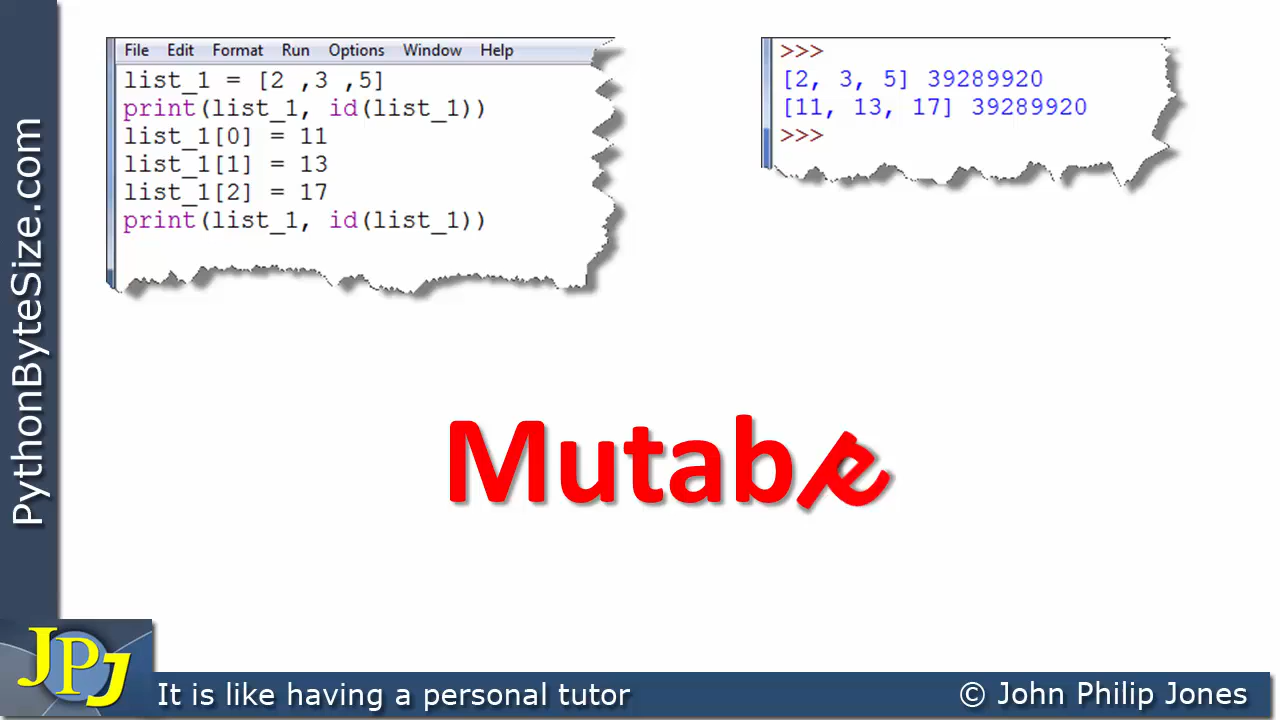 File Edit Format Run Options Window Help
list_1 = [2 ,3 ,5]
print(list_1, id(list_1))
list_1[0] = 11
list_1[1] = 13
list_1[2] = 17
print(list_1, id(list_1))
>>>
[2, 3, 5] 39289920
[11, 13, 17] 39289920
>>>
Mutable
PythonByteSize.com
JPJ
It is like having a personal tutor
© John Philip Jones